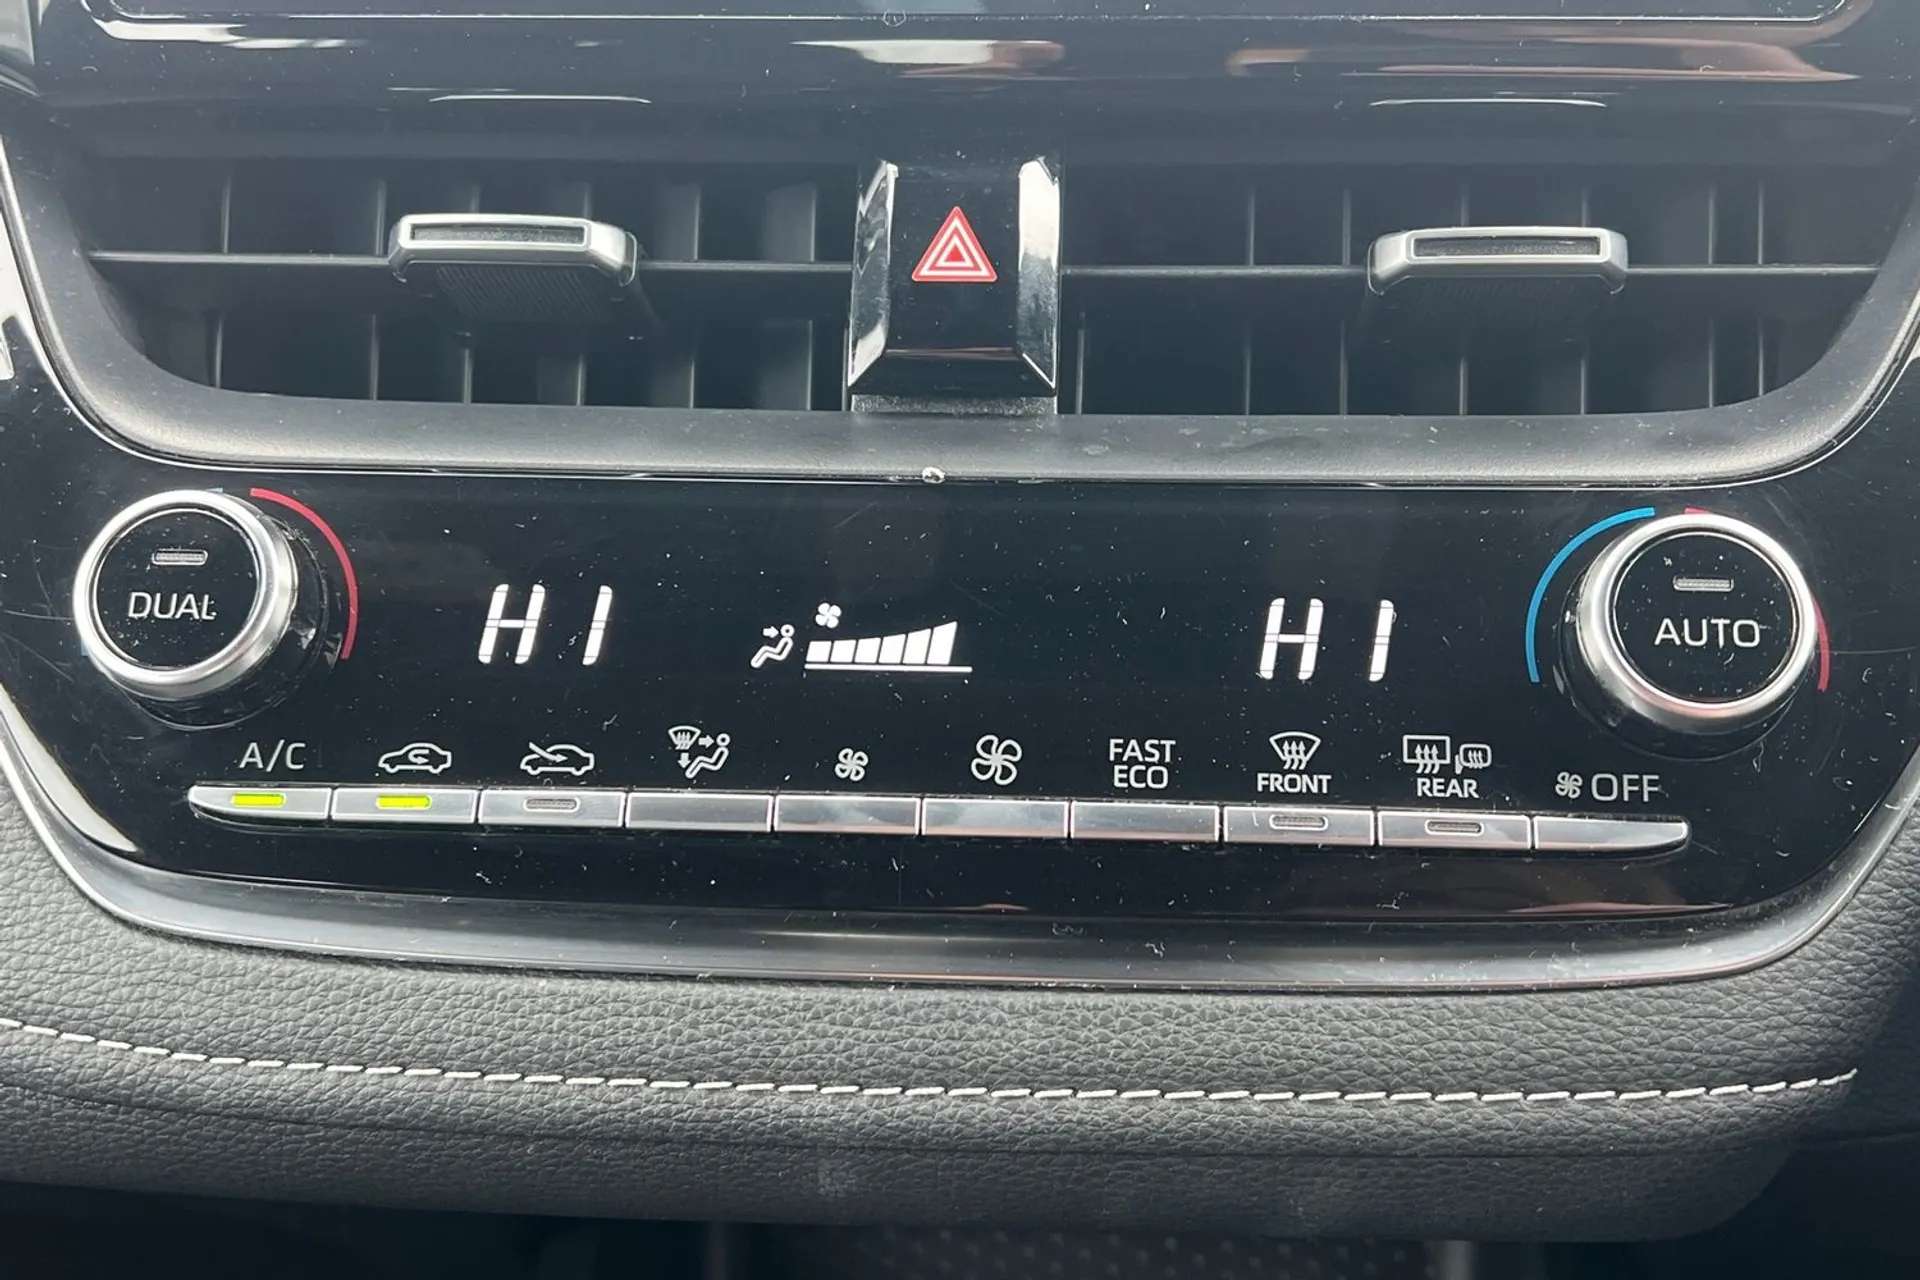 DUAL
HI
HI
AUTO
A/C
FAST
ECO
FRONT
REAR
OFF